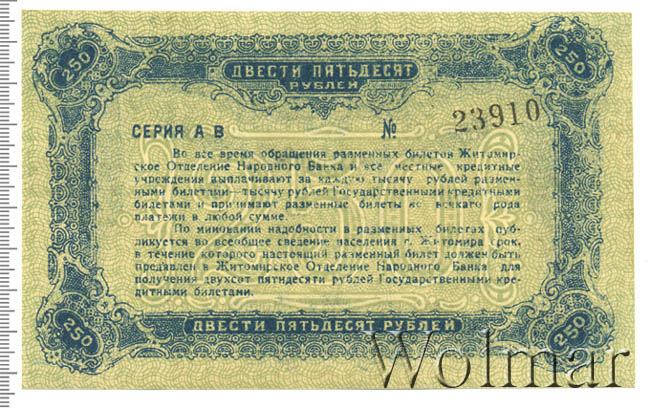 250 ДВЕСТИ ПЯТЬДЕСЯТ 250
РУБЛЕЙ
СЕРИЯ А В № 23910
Во все время обращения разменных билетов Житомир-
ское Отделение Народного Банка и все местные кредитные
учреждения выплачивают за каждую тысячу рублей размен-
ными билетами—тысячу рублей Государственными кредитными
билетами и принимают разменные билеты во всякого рода
платежи в любой сумме.
По миновании надобности в разменных билетах опуб-
ликуется во всеобщее сведение населения г. Житомира срок,
в течение которого настоящий разменный билет должен быть
предъявлен в Житомирское Отделение Народного Банка для
получения двухсот пятидесяти рублей Государственными кре-
дитными билетами.
250 ДВЕСТИ ПЯТЬДЕСЯТ РУБЛЕЙ 250
Wolmar